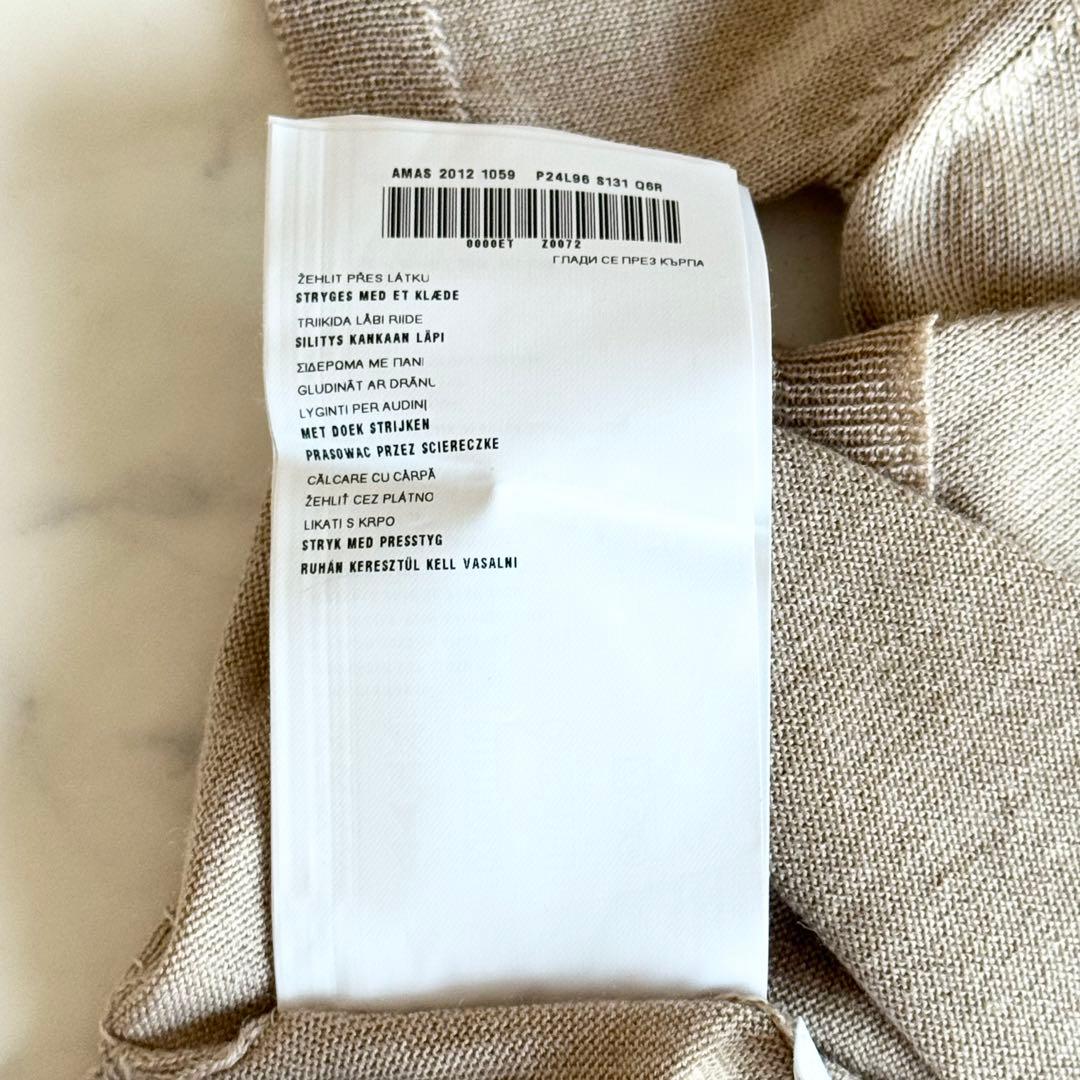 AMAS 2012 1059 P24L96 S131 Q6R
0000ET Z0072
ГЛАДИ СЕ ПРЕЗ КЪРПА
ŽEHLIT PŘES LÁTKU
STRYGES MED ET KLÆDE
TRIIKIDA LÄBI RIIDE
SILITYS KANKAAN LÄPI
ΣΙΔΕΡΩΜΑ ΜΕ ΠΑΝΙ
GLUDINĀT AR DRĀNU
LYGINTI PER AUDINĮ
MET DOEK STRIJKEN
PRASOWAC PRZEZ SCIERECZKE
CĂLCARE CU CÂRPĂ
ŽEHLIŤ CEZ PLÁTNO
LIKATI S KRPO
STRYK MED PRESSTYG
RUHÁN KERESZTÜL KELL VASALNI